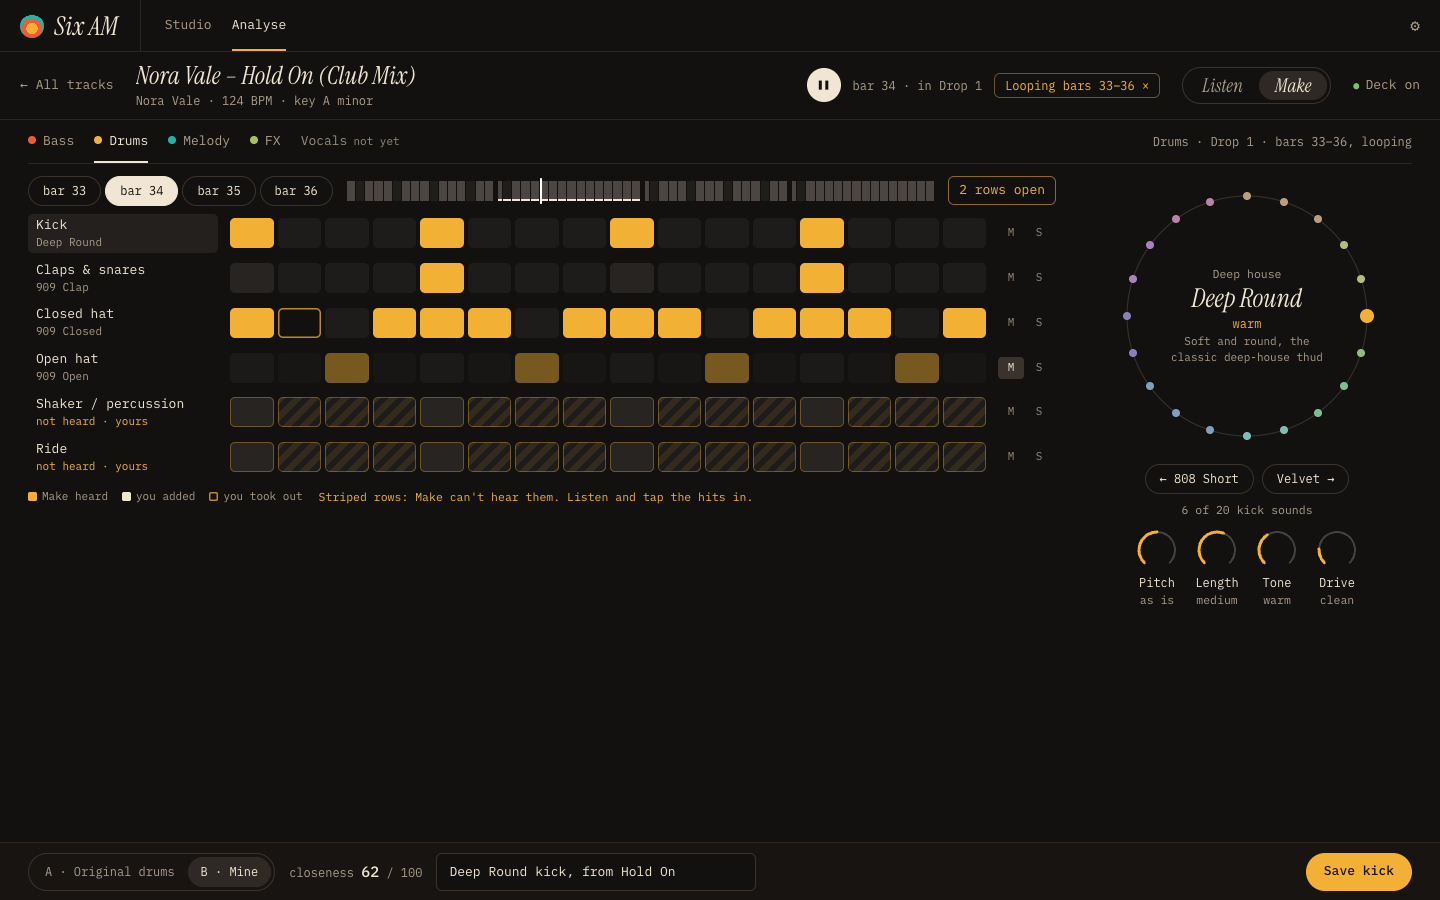 Six AM
Studio
Analyse
⚙
← All tracks
Nora Vale – Hold On (Club Mix)
Nora Vale · 124 BPM · key A minor
bar 34 · in Drop 1
Looping bars 33–36 ×
Listen
Make
Deck on
Bass
Drums
Melody
FX
Vocals not yet
Drums · Drop 1 · bars 33–36, looping
bar 33
bar 34
bar 35
bar 36
2 rows open
Kick
Deep Round
M S
Claps & snares
909 Clap
M S
Closed hat
909 Closed
M S
Open hat
909 Open
M S
Shaker / percussion
not heard · yours
M S
Ride
not heard · yours
M S
Make heard
you added
you took out
Striped rows: Make can't hear them. Listen and tap the hits in.
Deep house
Deep Round
warm
Soft and round, the
classic deep-house thud
← 808 Short
Velvet →
6 of 20 kick sounds
Pitch
as is
Length
medium
Tone
warm
Drive
clean
A · Original drums
B · Mine
closeness 62 / 100
Deep Round kick, from Hold On
Save kick